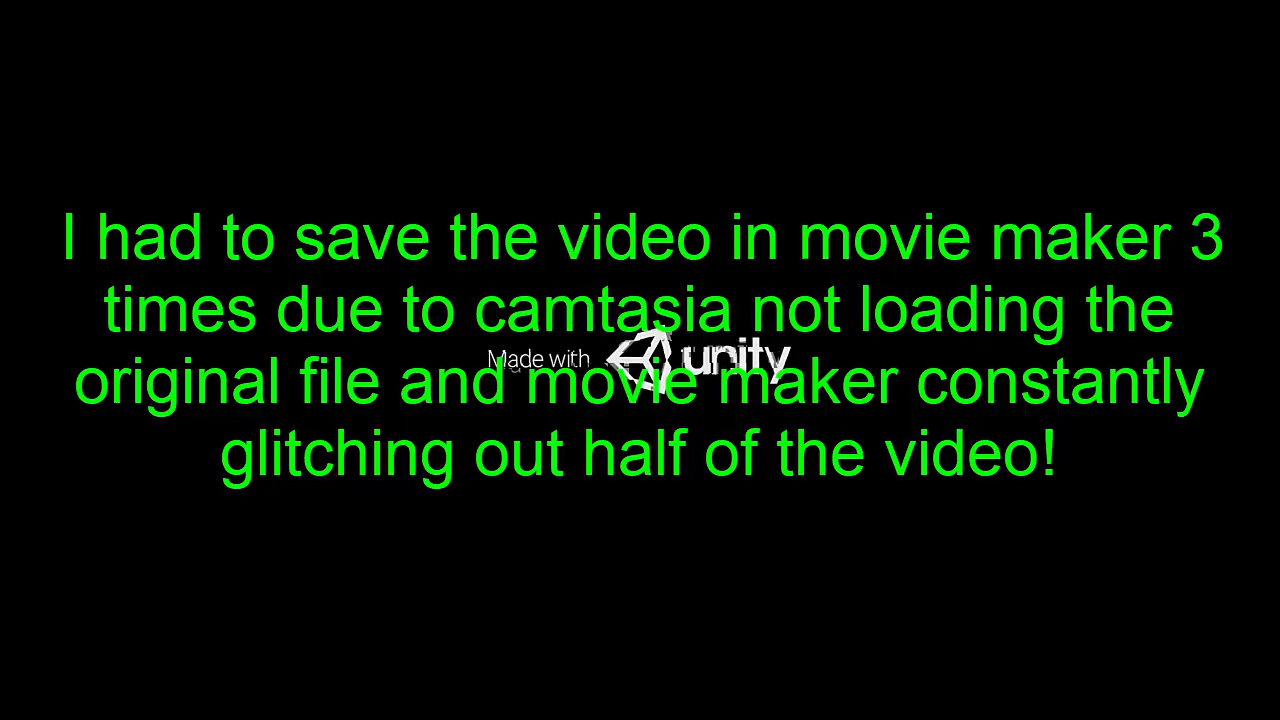 I had to save the video in movie maker 3
times due to camtasia not loading the
Made with unity
original file and movie maker constantly
glitching out half of the video!